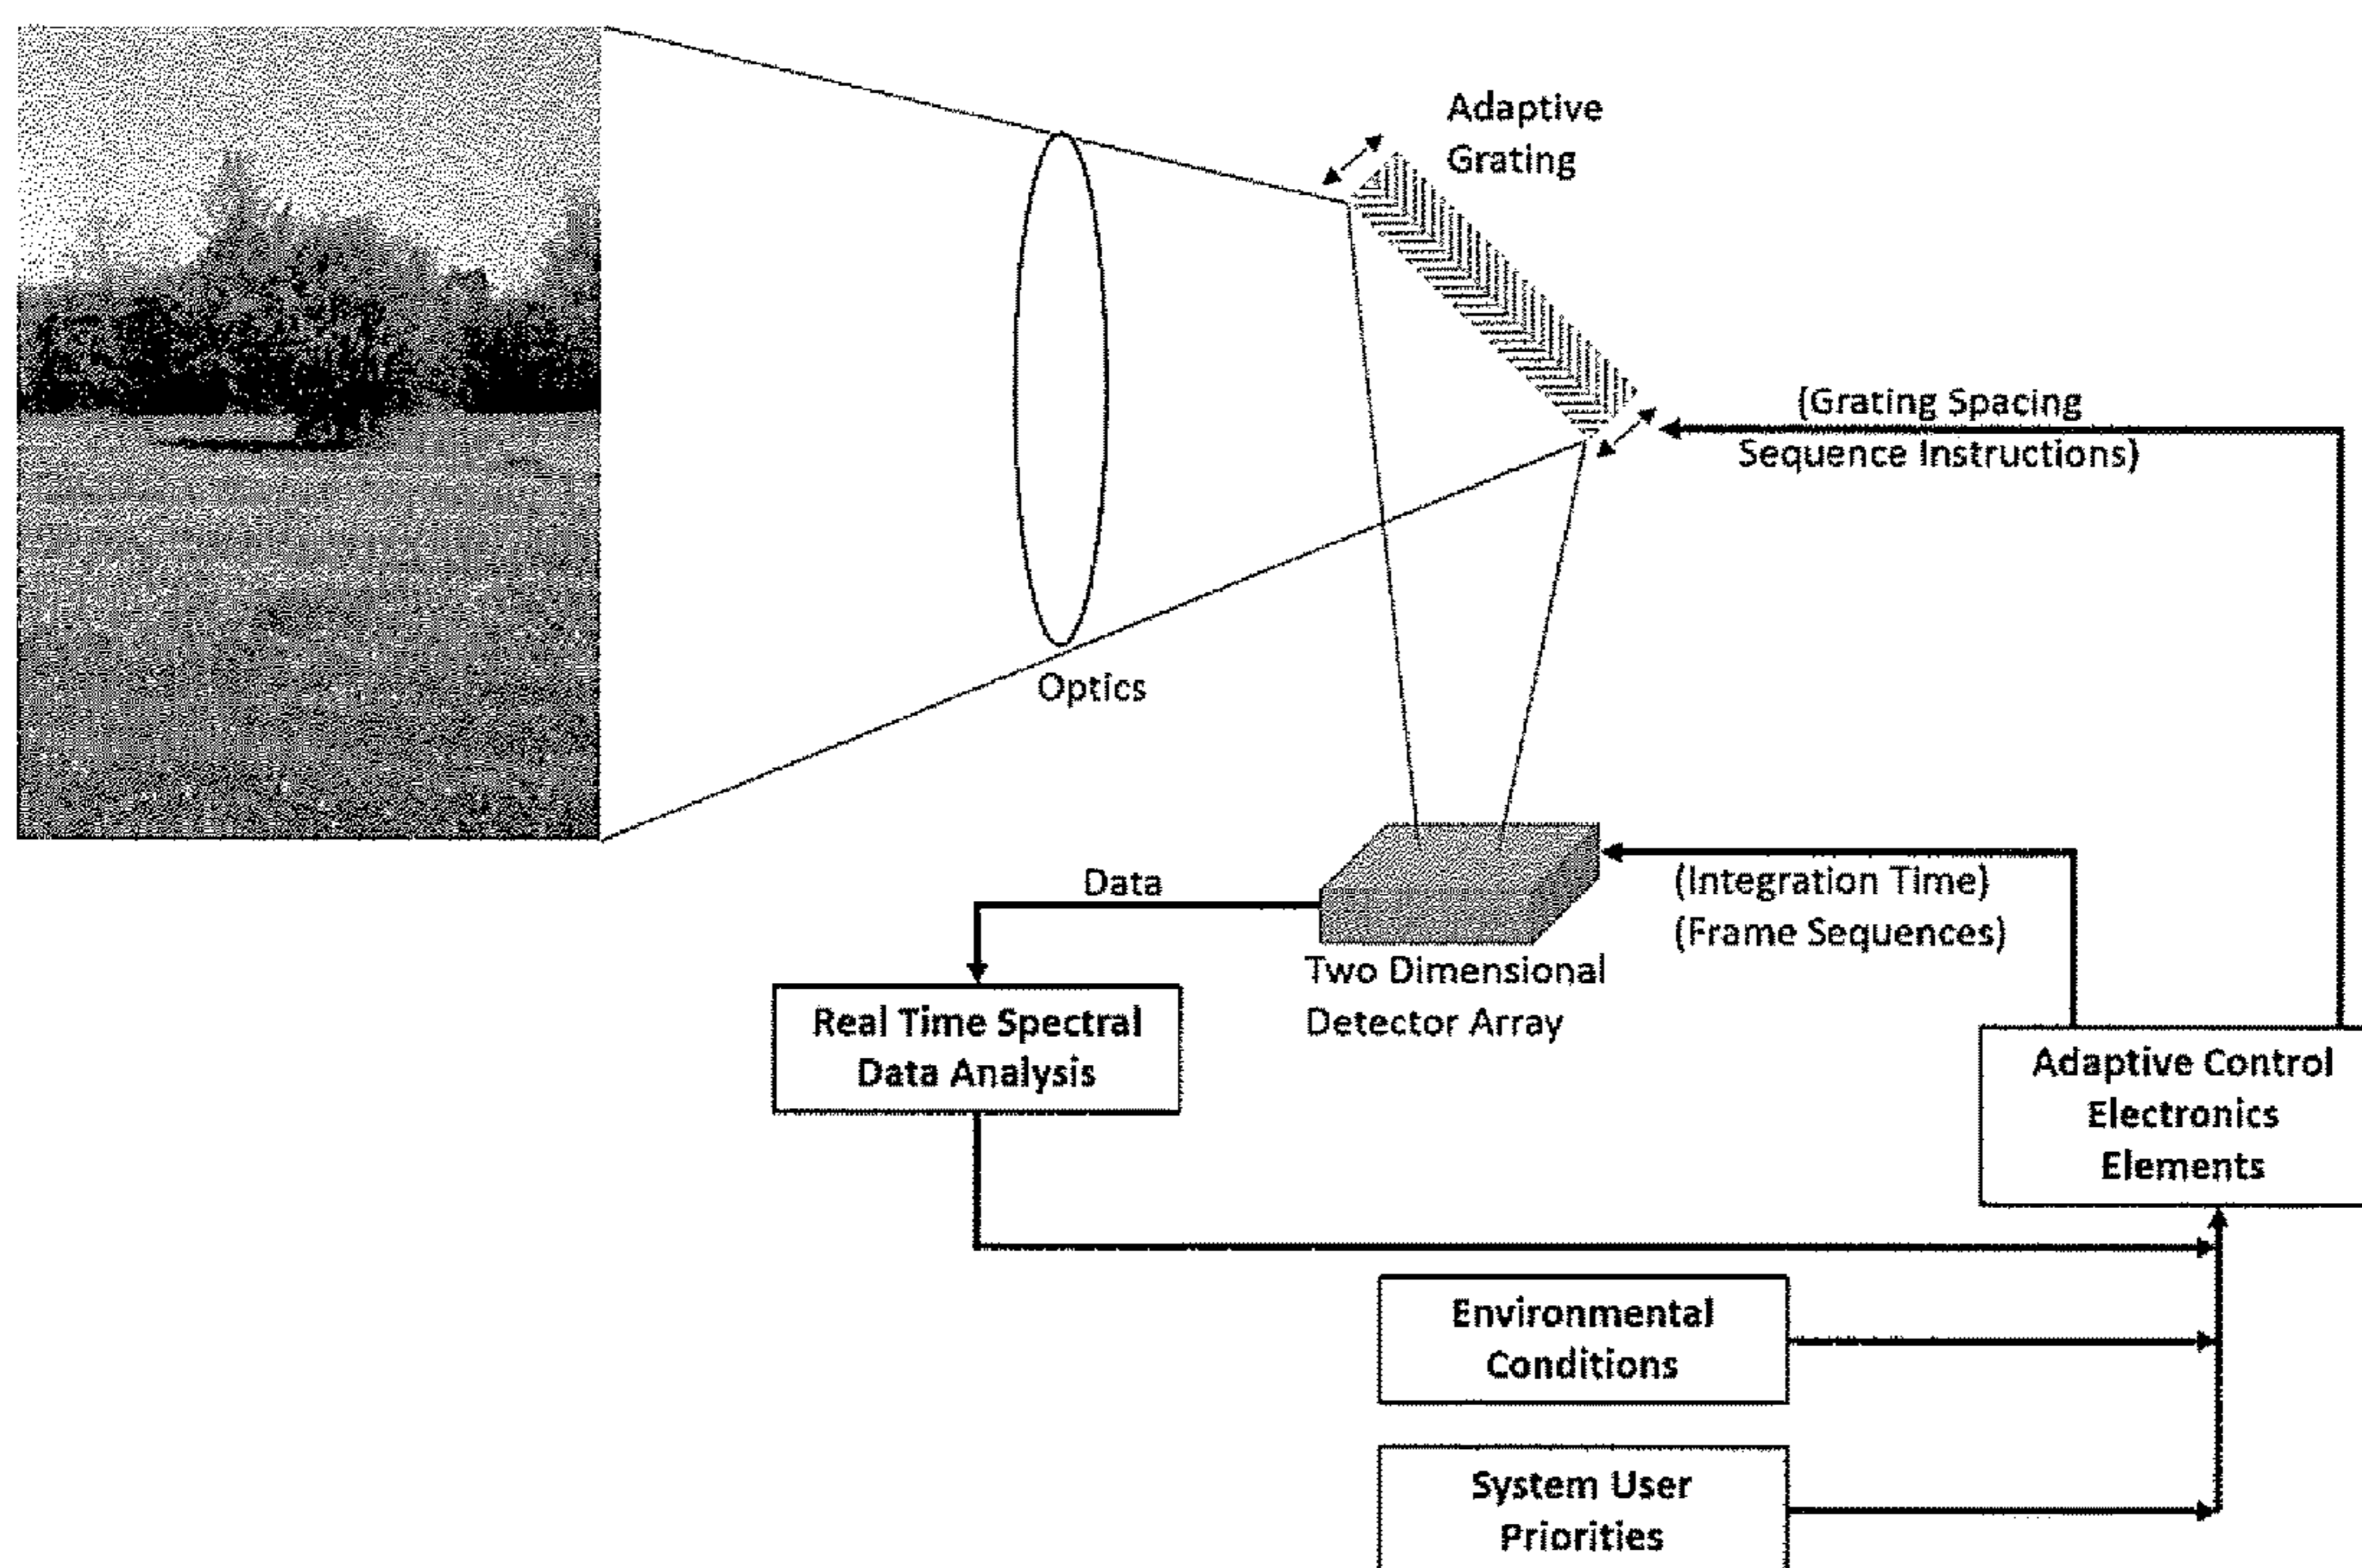 Adaptive
Grating
(Grating Spacing
Sequence Instructions)
Optics
Data
(Integration Time)
(Frame Sequences)
Two Dimensional
Detector Array
Real Time Spectral
Data Analysis
Adaptive Control
Electronics
Elements
Environmental
Conditions
System User
Priorities